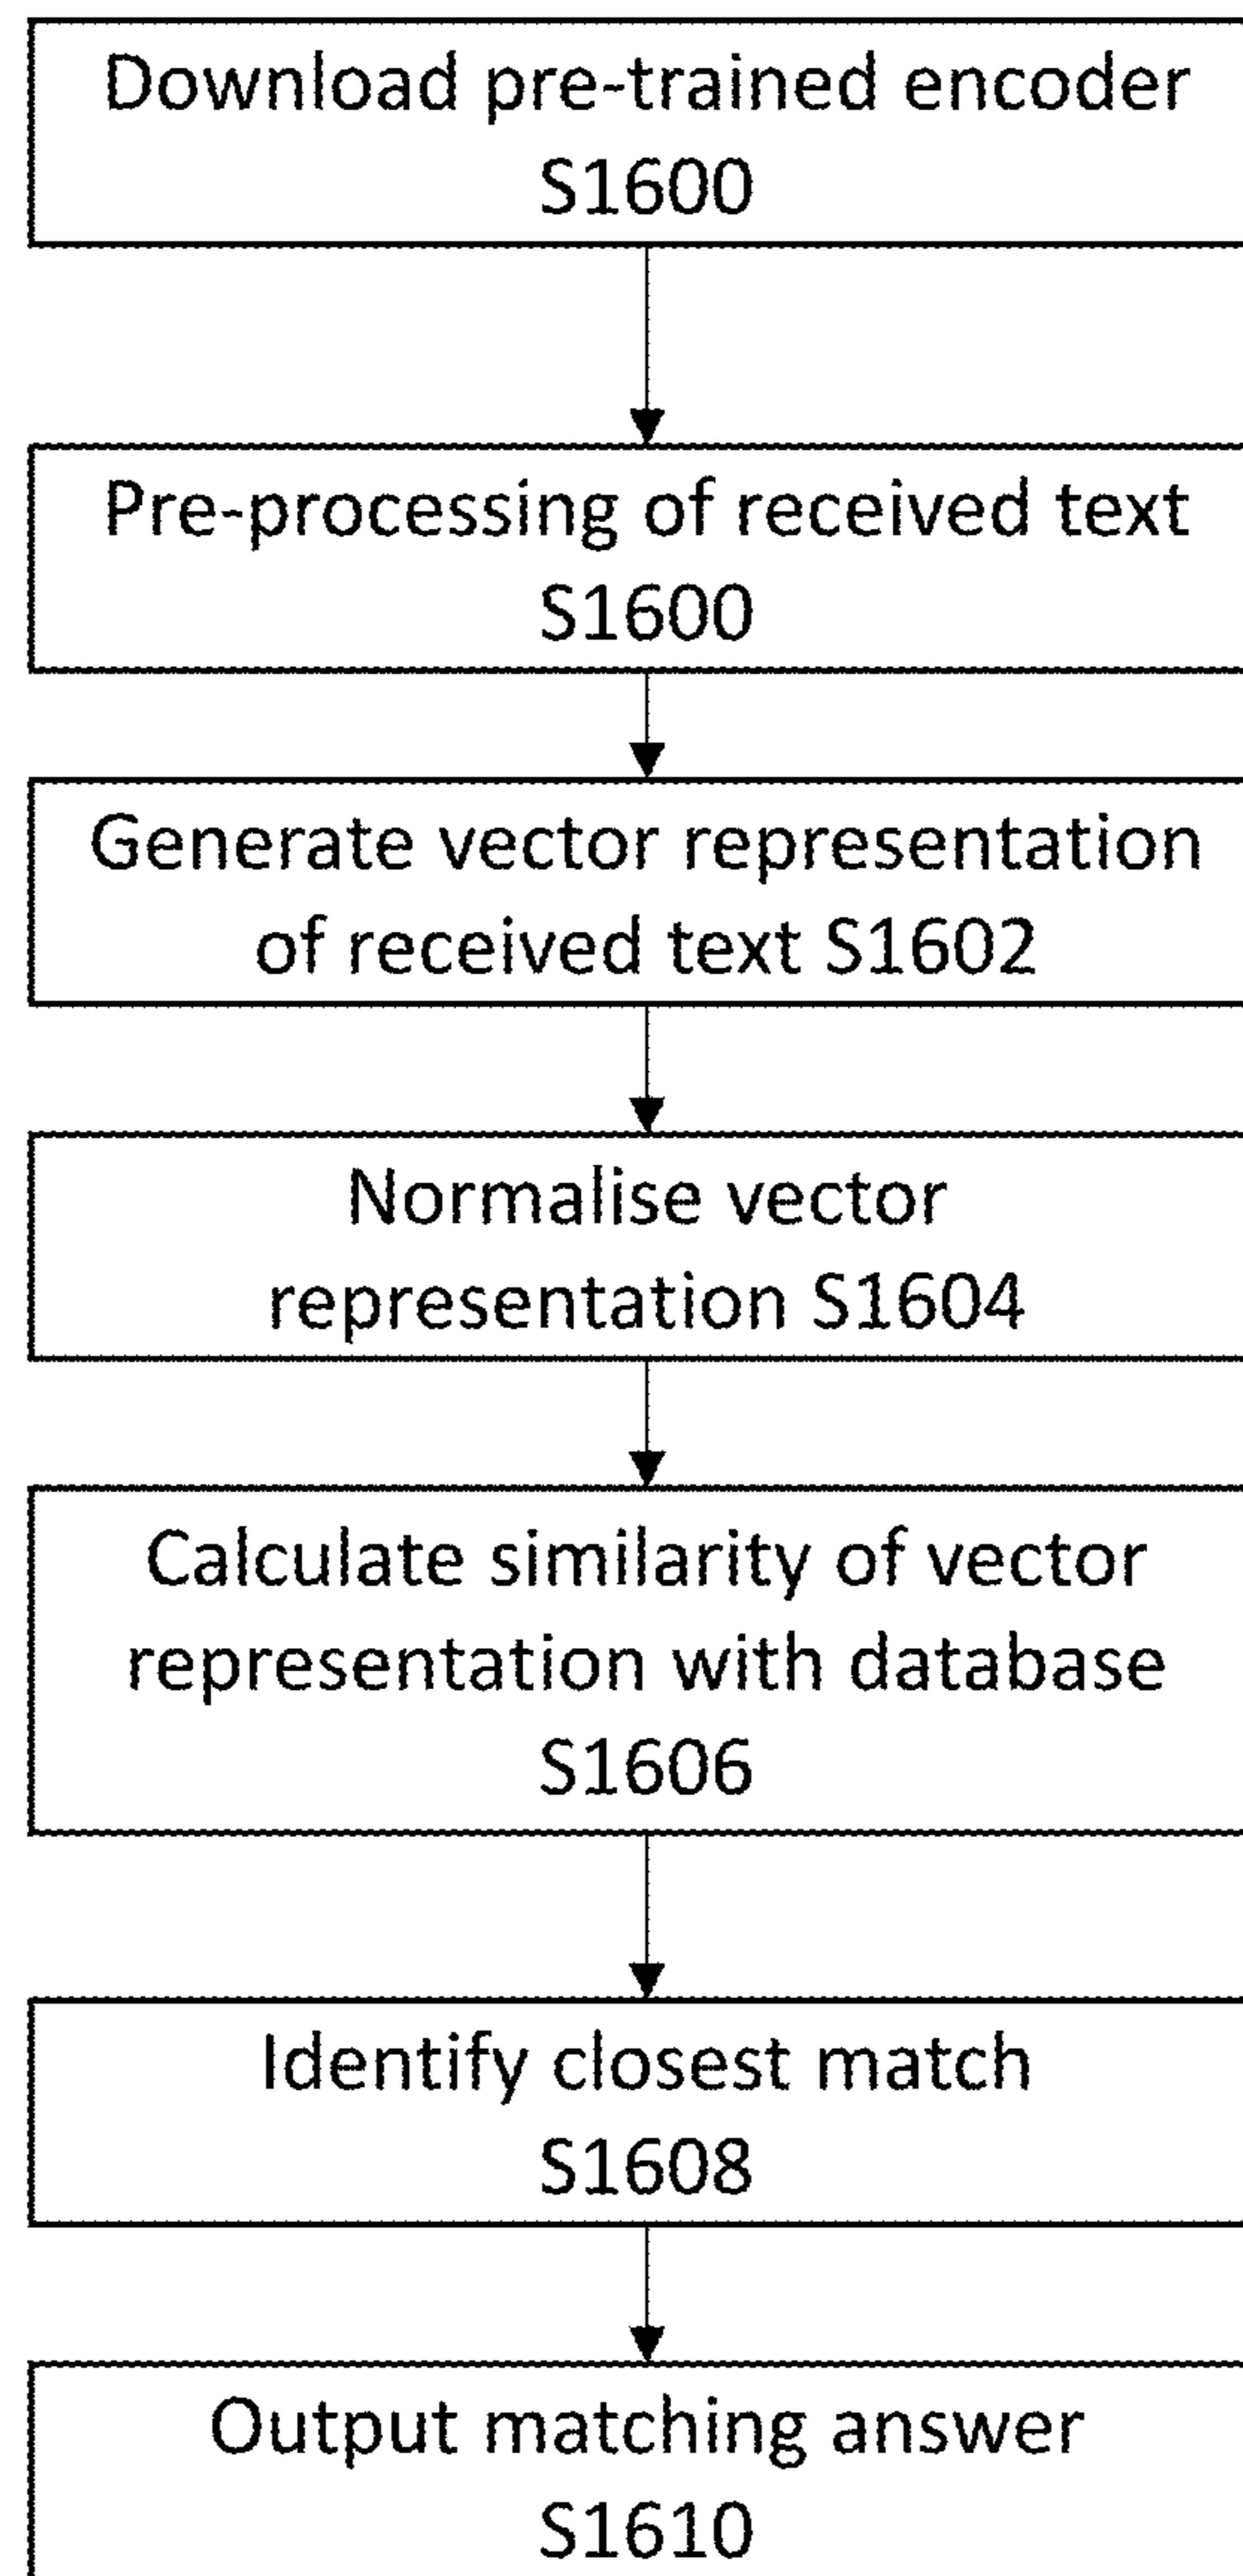 Download pre-trained encoder
S1600
Pre-processing of received text
S1600
Generate vector representation
of received text S1602
Normalise vector
representation S1604
Calculate similarity of vector
representation with database
S1606
Identify closest match
S1608
Output matching answer
S1610